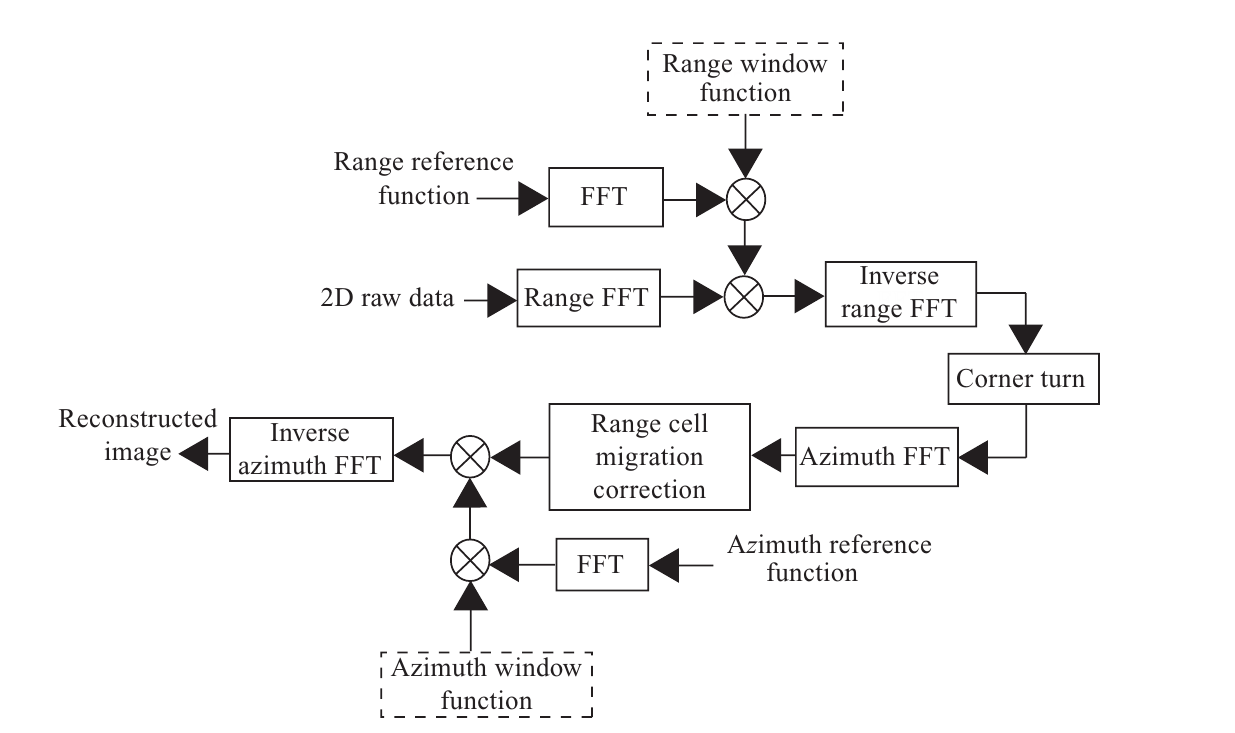 Range window
function
Range reference
function
FFT
2D raw data
Range FFT
Inverse
range FFT
Corner turn
Reconstructed
image
Inverse
azimuth FFT
Range cell
migration
correction
Azimuth FFT
FFT
Azimuth reference
function
Azimuth window
function